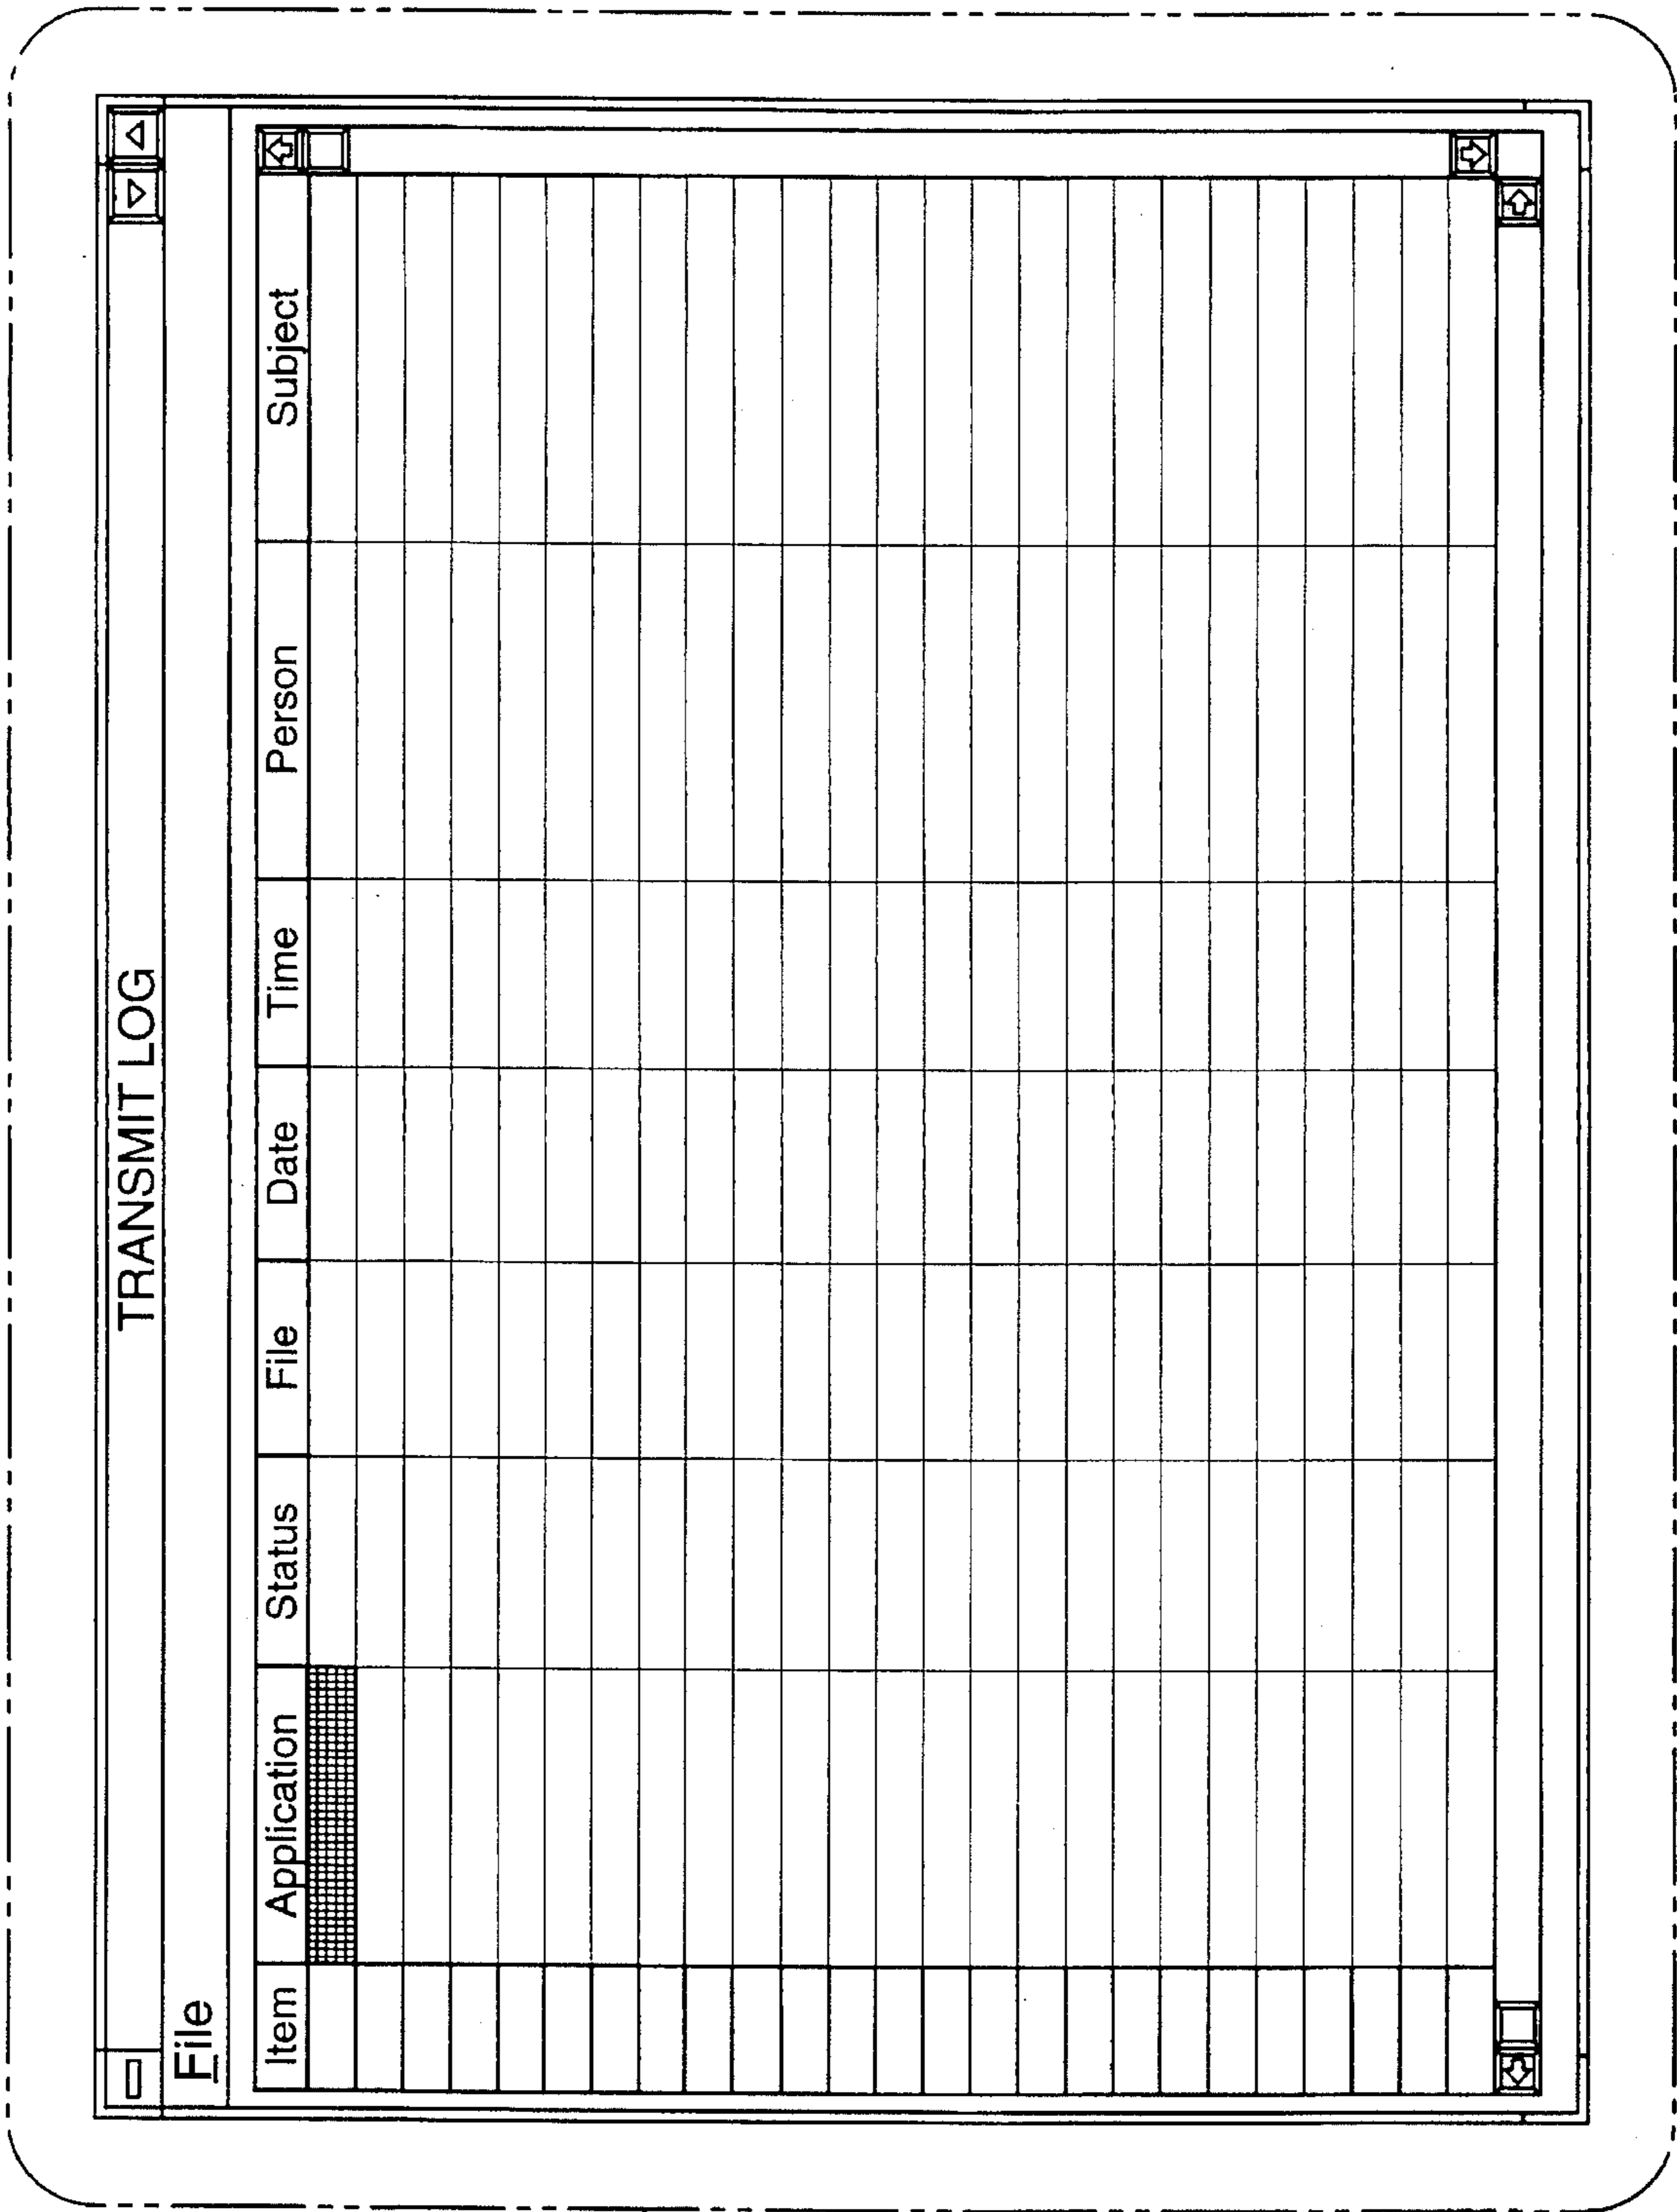 TRANSMIT LOG
File
Item Application Status File Date Time Person Subject